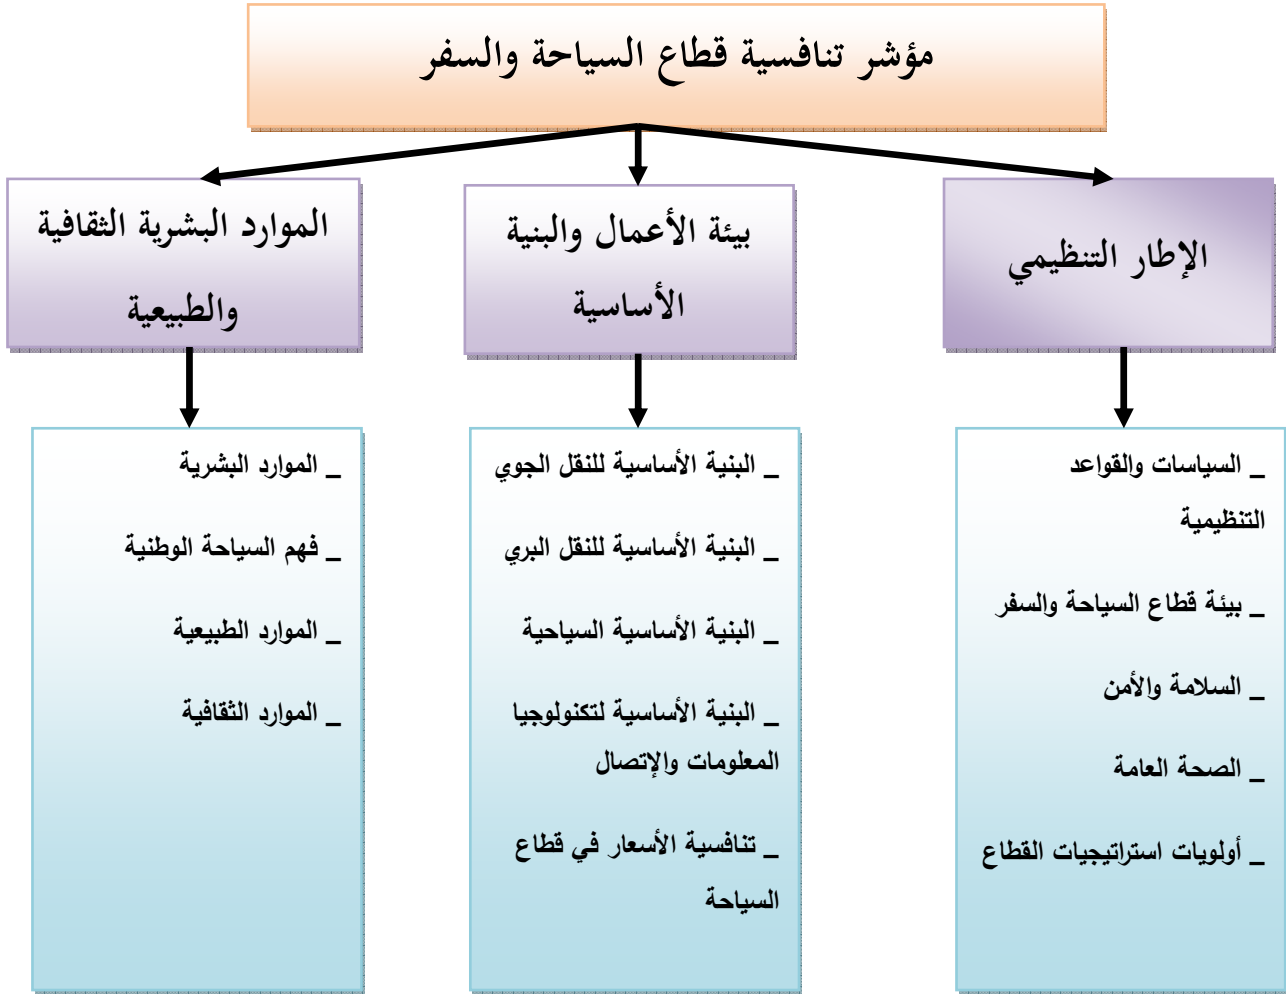 مؤشر تنافسية قطاع السياحة والسفر
الإطار التنظيمي
بيئة الأعمال والبنية
الأساسية
الموارد البشرية الثقافية
والطبيعية
_ السياسات والقواعد
التنظيمية
_ بيئة قطاع السياحة والسفر
_ السلامة والأمن
_ الصحة العامة
_ أولويات استراتيجيات القطاع
_ البنية الأساسية للنقل الجوي
_ البنية الأساسية للنقل البري
_ البنية الأساسية السياحية
_ البنية الأساسية لتكنولوجيا
المعلومات والإتصال
_ تنافسية الأسعار في قطاع
السياحة
_ الموارد البشرية
_ فهم السياحة الوطنية
_ الموارد الطبيعية
_ الموارد الثقافية